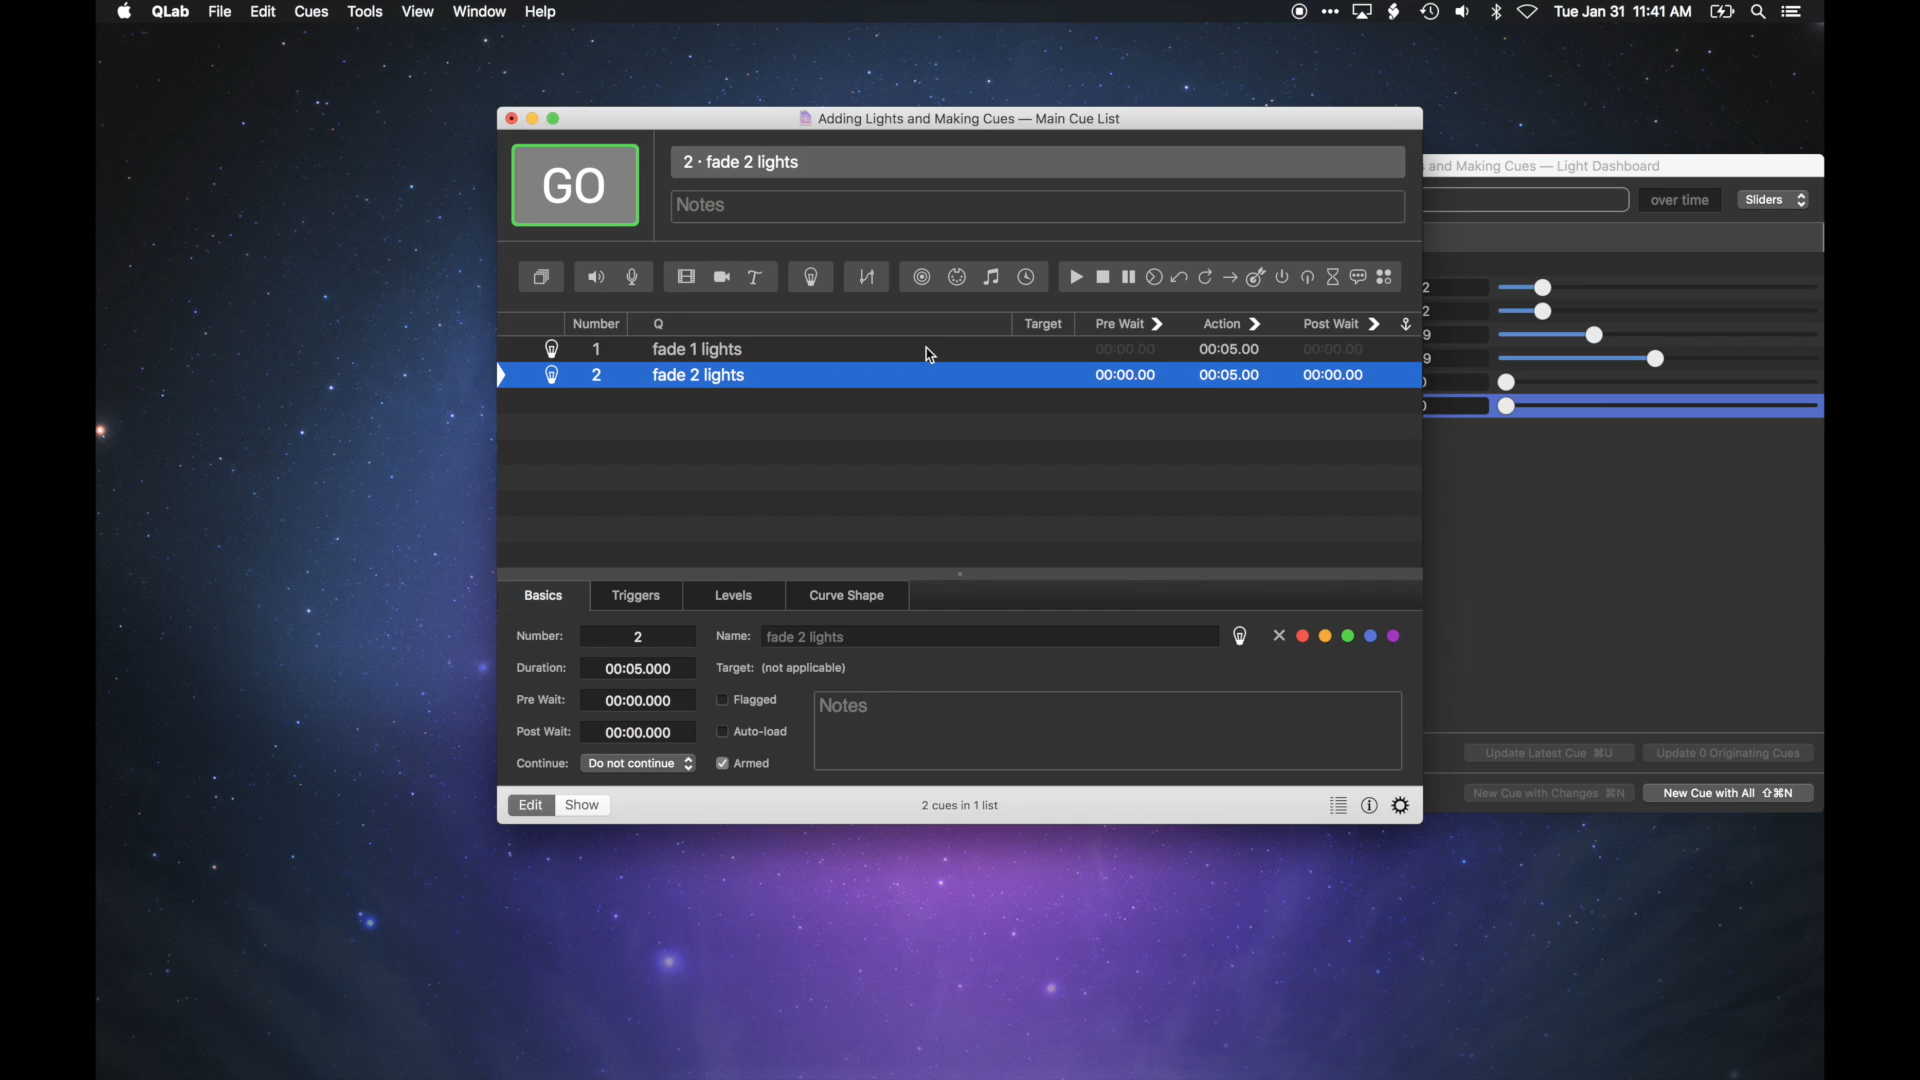 QLab File Edit Cues Tools View Window Help Tue Jan 31 11:41 AM
Adding Lights and Making Cues — Main Cue List
GO
2 · fade 2 lights
Notes
s and Making Cues — Light Dashboard
over time Sliders
Number Q Target Pre Wait Action Post Wait
1 fade 1 lights 00:00.00 00:05.00 00:00.00
2 fade 2 lights 00:00.00 00:05.00 00:00.00
2
2
9
9
Basics Triggers Levels Curve Shape
Number: 2 Name: fade 2 lights
Duration: 00:05.000 Target: (not applicable)
Pre Wait: 00:00.000 Flagged Notes
Post Wait: 00:00.000 Auto-load
Continue: Do not continue Armed
Update Latest Cue ⌘U Update 0 Originating Cues
New Cue with Changes ⌘N New Cue with All ⇧⌘N
Edit Show 2 cues in 1 list